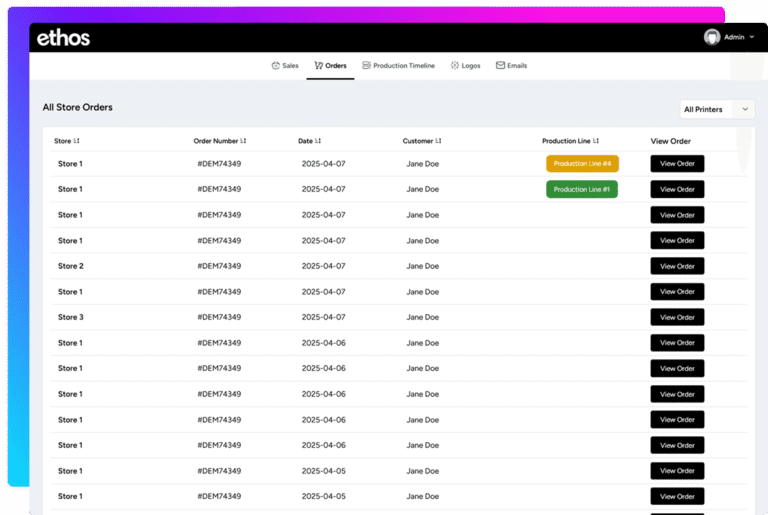 ethos
Admin
Sales Orders Production Timeline Logos Emails
All Store Orders
All Printers
Store Order Number Date Customer Production Line View Order
Store 1 #DEM74349 2025-04-07 Jane Doe Production Line #4 View Order
Store 1 #DEM74349 2025-04-07 Jane Doe Production Line #1 View Order
Store 1 #DEM74349 2025-04-07 Jane Doe View Order
Store 1 #DEM74349 2025-04-07 Jane Doe View Order
Store 2 #DEM74349 2025-04-07 Jane Doe View Order
Store 1 #DEM74349 2025-04-07 Jane Doe View Order
Store 3 #DEM74349 2025-04-07 Jane Doe View Order
Store 1 #DEM74349 2025-04-06 Jane Doe View Order
Store 1 #DEM74349 2025-04-06 Jane Doe View Order
Store 1 #DEM74349 2025-04-06 Jane Doe View Order
Store 1 #DEM74349 2025-04-06 Jane Doe View Order
Store 1 #DEM74349 2025-04-06 Jane Doe View Order
Store 1 #DEM74349 2025-04-05 Jane Doe View Order
Store 1 #DEM74349 2025-04-05 Jane Doe View Order